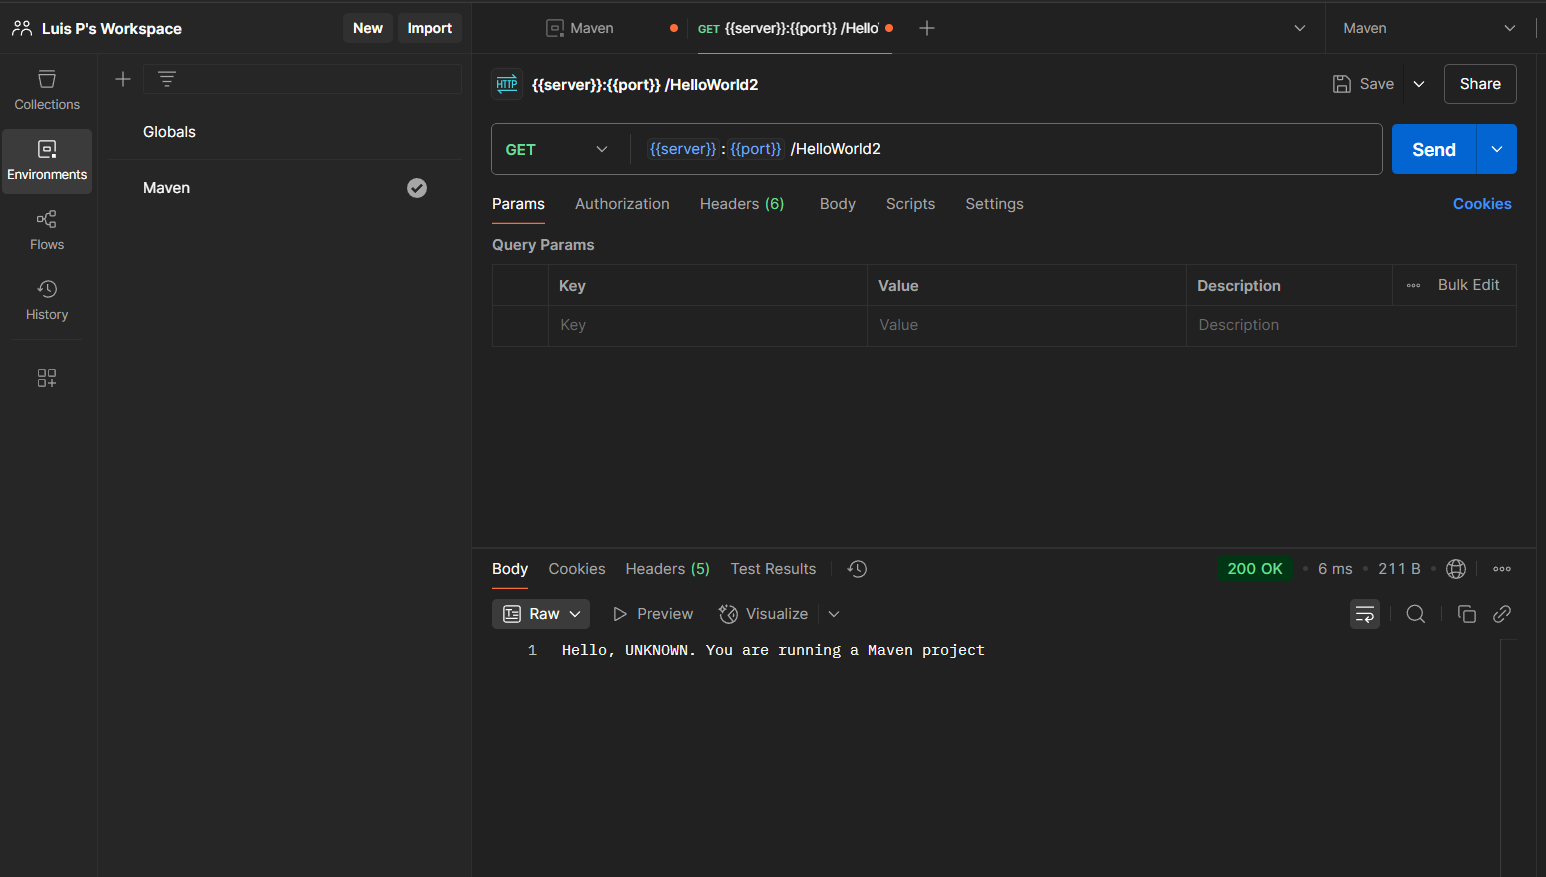 Luis P's Workspace
New
Import
Maven
GET {{server}}:{{port}} /Hello
Maven
Collections
Environments
Flows
History
Globals
Maven
HTTP
{{server}}:{{port}} /HelloWorld2
Save
Share
GET
{{server}} : {{port}} /HelloWorld2
Send
Params
Authorization
Headers (6)
Body
Scripts
Settings
Cookies
Query Params
Key
Value
Description
Bulk Edit
Key
Value
Description
Body
Cookies
Headers (5)
Test Results
200 OK
6 ms
211 B
Raw
Preview
Visualize
1 Hello, UNKNOWN. You are running a Maven project